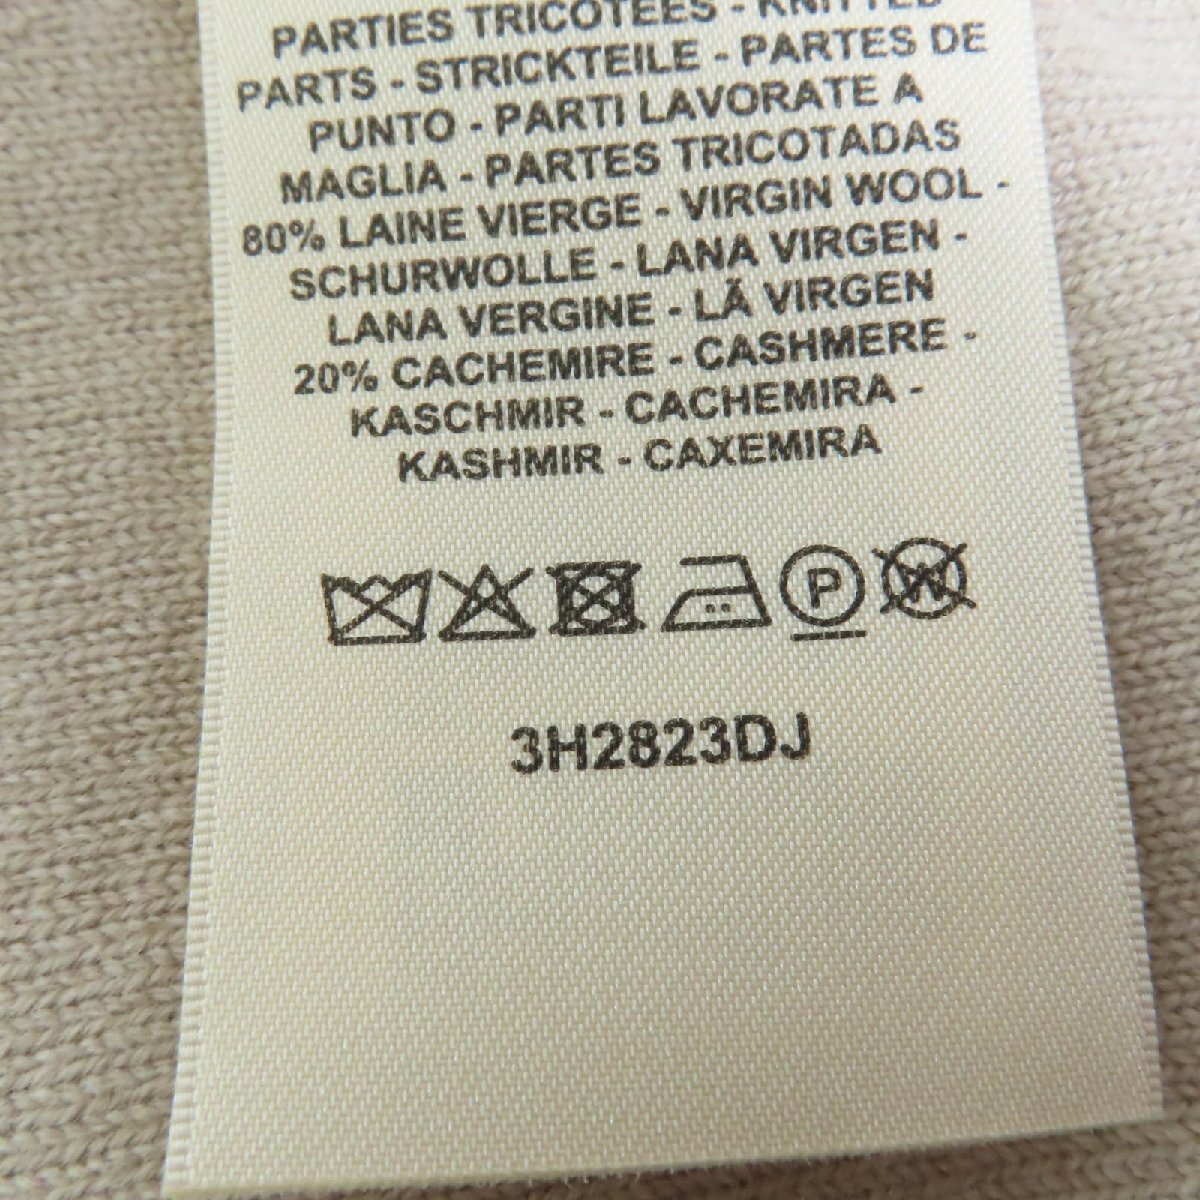 PARTIES TRICOTÉES - KNITTED
PARTS - STRICKTEILE - PARTES DE
PUNTO - PARTI LAVORATE A
MAGLIA - PARTES TRICOTADAS
80% LAINE VIERGE - VIRGIN WOOL -
SCHURWOLLE - LANA VIRGEN -
LANA VERGINE - LÃ VIRGEN
20% CACHEMIRE - CASHMERE -
KASCHMIR - CACHEMIRA -
KASHMIR - CAXEMIRA
P W
3H2823DJ